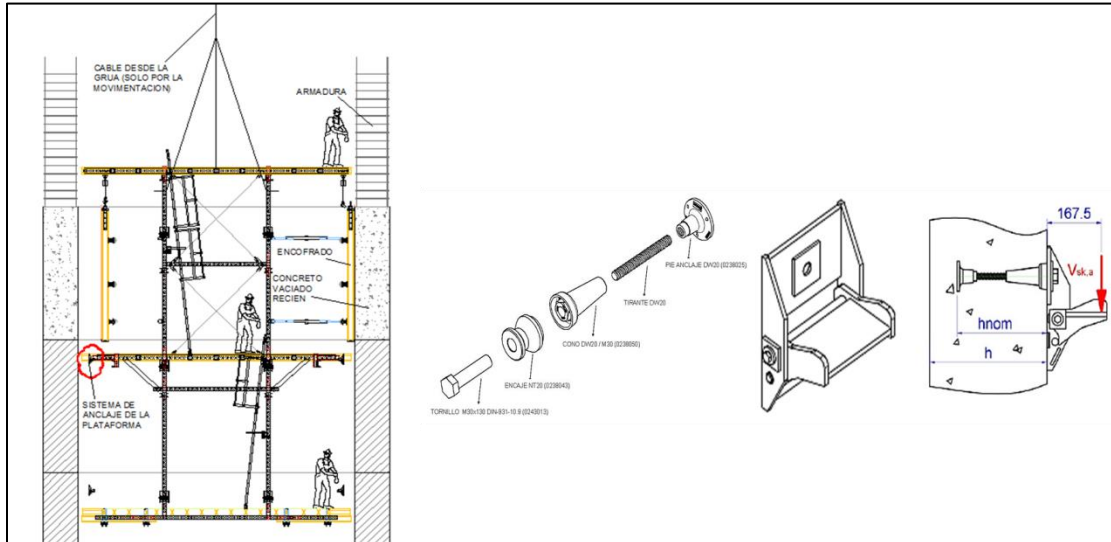 CABLE DESDE LA
GRUA (SOLO POR LA
MOVIMENTACION)
ARMADURA
ENCOFRADO
CONCRETO
VACIADO
RECIEN
SISTEMA DE
ANCLAJE DE LA
PLATAFORMA
PIE ANCLAJE DW20 (0239025)
TIRANTE DW20
CONO DW20 / M30 (0238050)
ENCAJE NT20 (0238043)
TORNILLO M30x130 DIN-931-10.9 (0243013)
167.5
Vsk,a
hnom
h